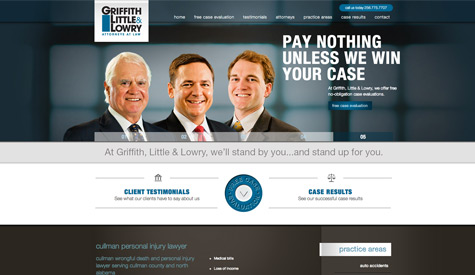 GRIFFITH
LITTLE &
LOWRY
ATTORNEYS AT LAW
call us today 256.775.7707
home free case evaluation testimonials attorneys practice areas case results contact
PAY NOTHING
UNLESS WE WIN
YOUR CASE
At Griffith, Little & Lowry, we offer free
no-obligation case evaluations.
free case evaluation
01
05
At Griffith, Little & Lowry, we'll stand by you...and stand up for you.
CLIENT TESTIMONIALS
See what our clients have to say about us
FREE CASE
EVALUATION
CASE RESULTS
See our successful case results
cullman personal injury lawyer
cullman wrongful death and personal injury
lawyer serving cullman county and north
alabama
Medical bills
Loss of income
practice areas
auto accidents